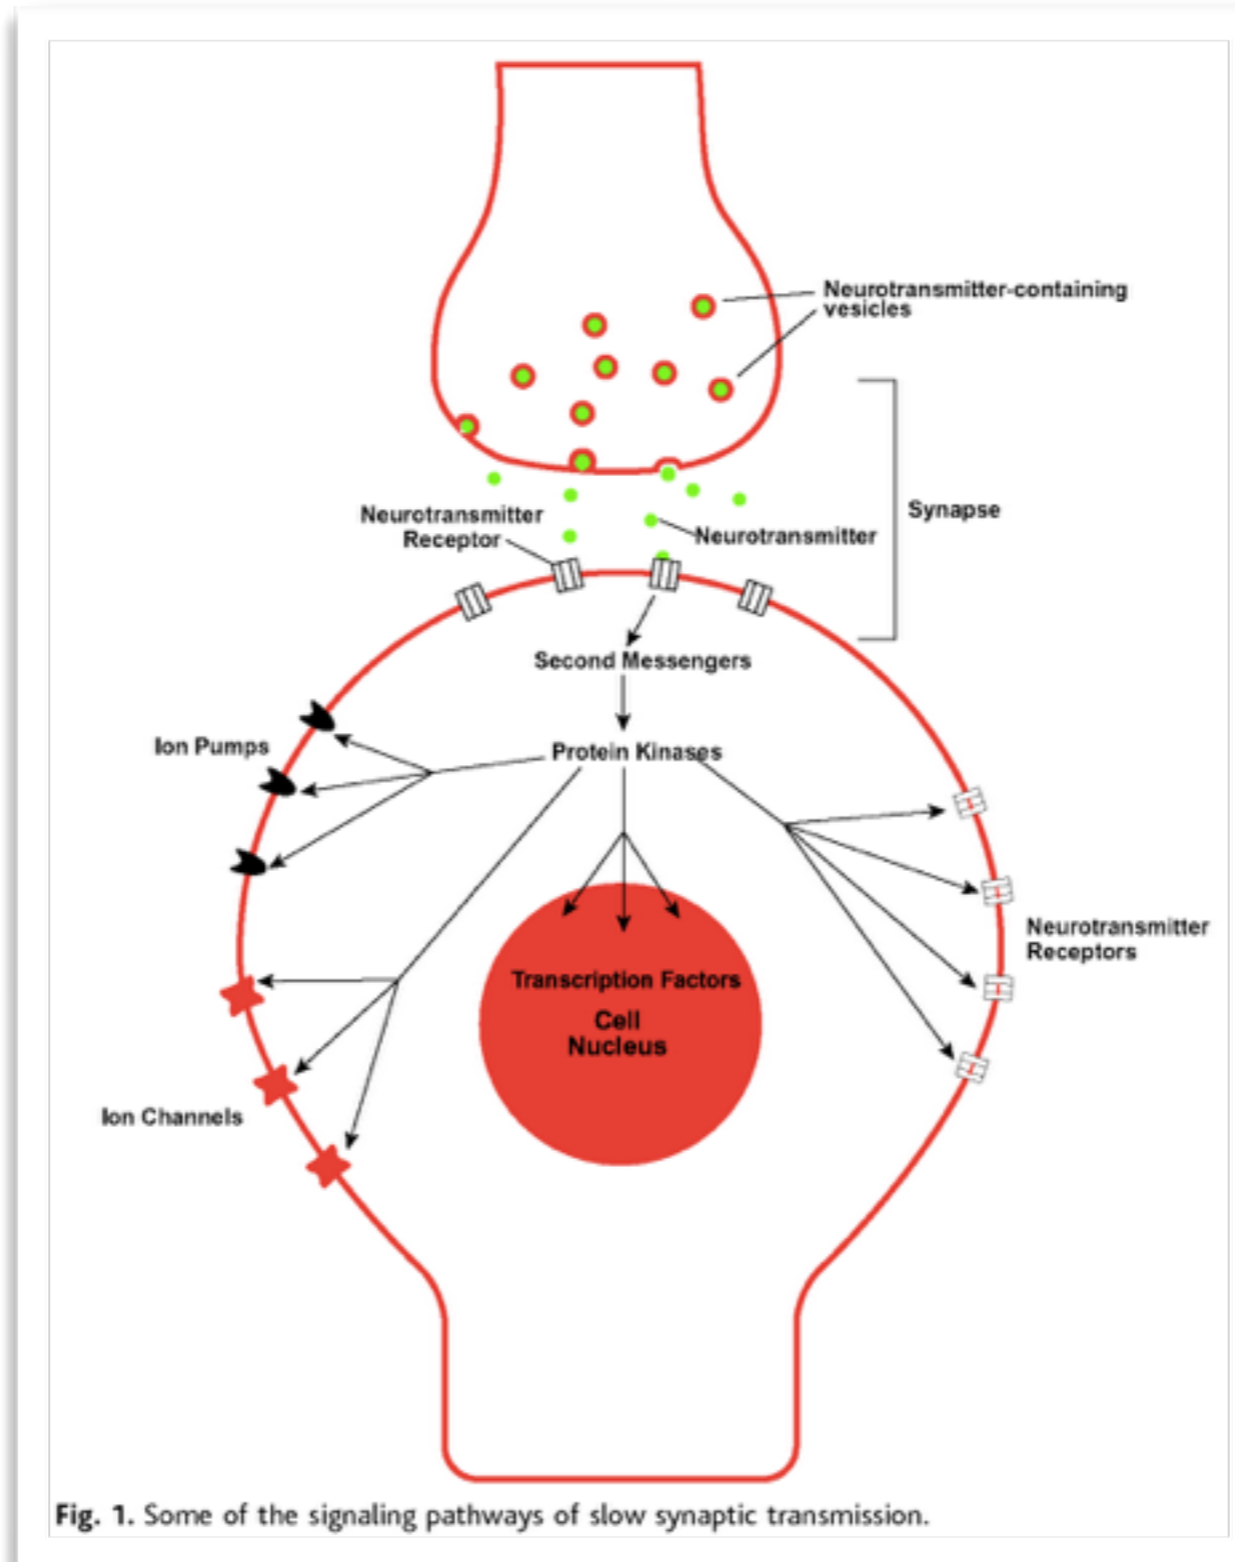 Neurotransmitter-containing
vesicles
Synapse
Neurotransmitter
Receptor
Neurotransmitter
Second Messengers
Ion Pumps
Protein Kinases
Neurotransmitter
Receptors
Transcription Factors
Cell
Nucleus
Ion Channels
Fig. 1. Some of the signaling pathways of slow synaptic transmission.